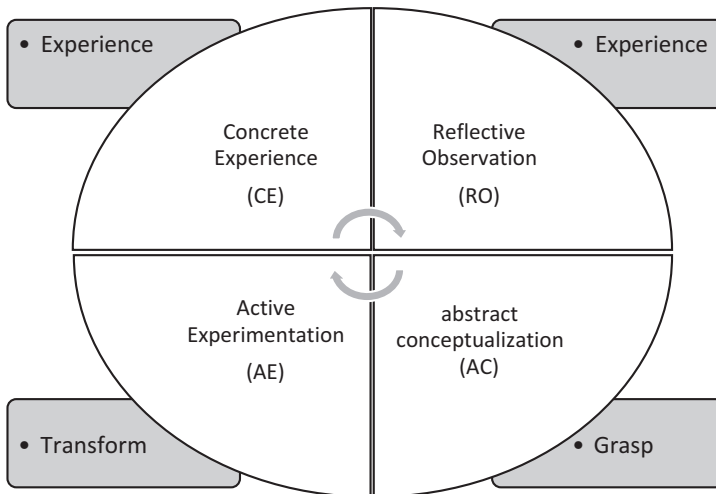 • Experience
• Experience
Concrete
Experience
(CE)
Reflective
Observation
(RO)
Active
Experimentation
(AE)
abstract
conceptualization
(AC)
• Transform
• Grasp